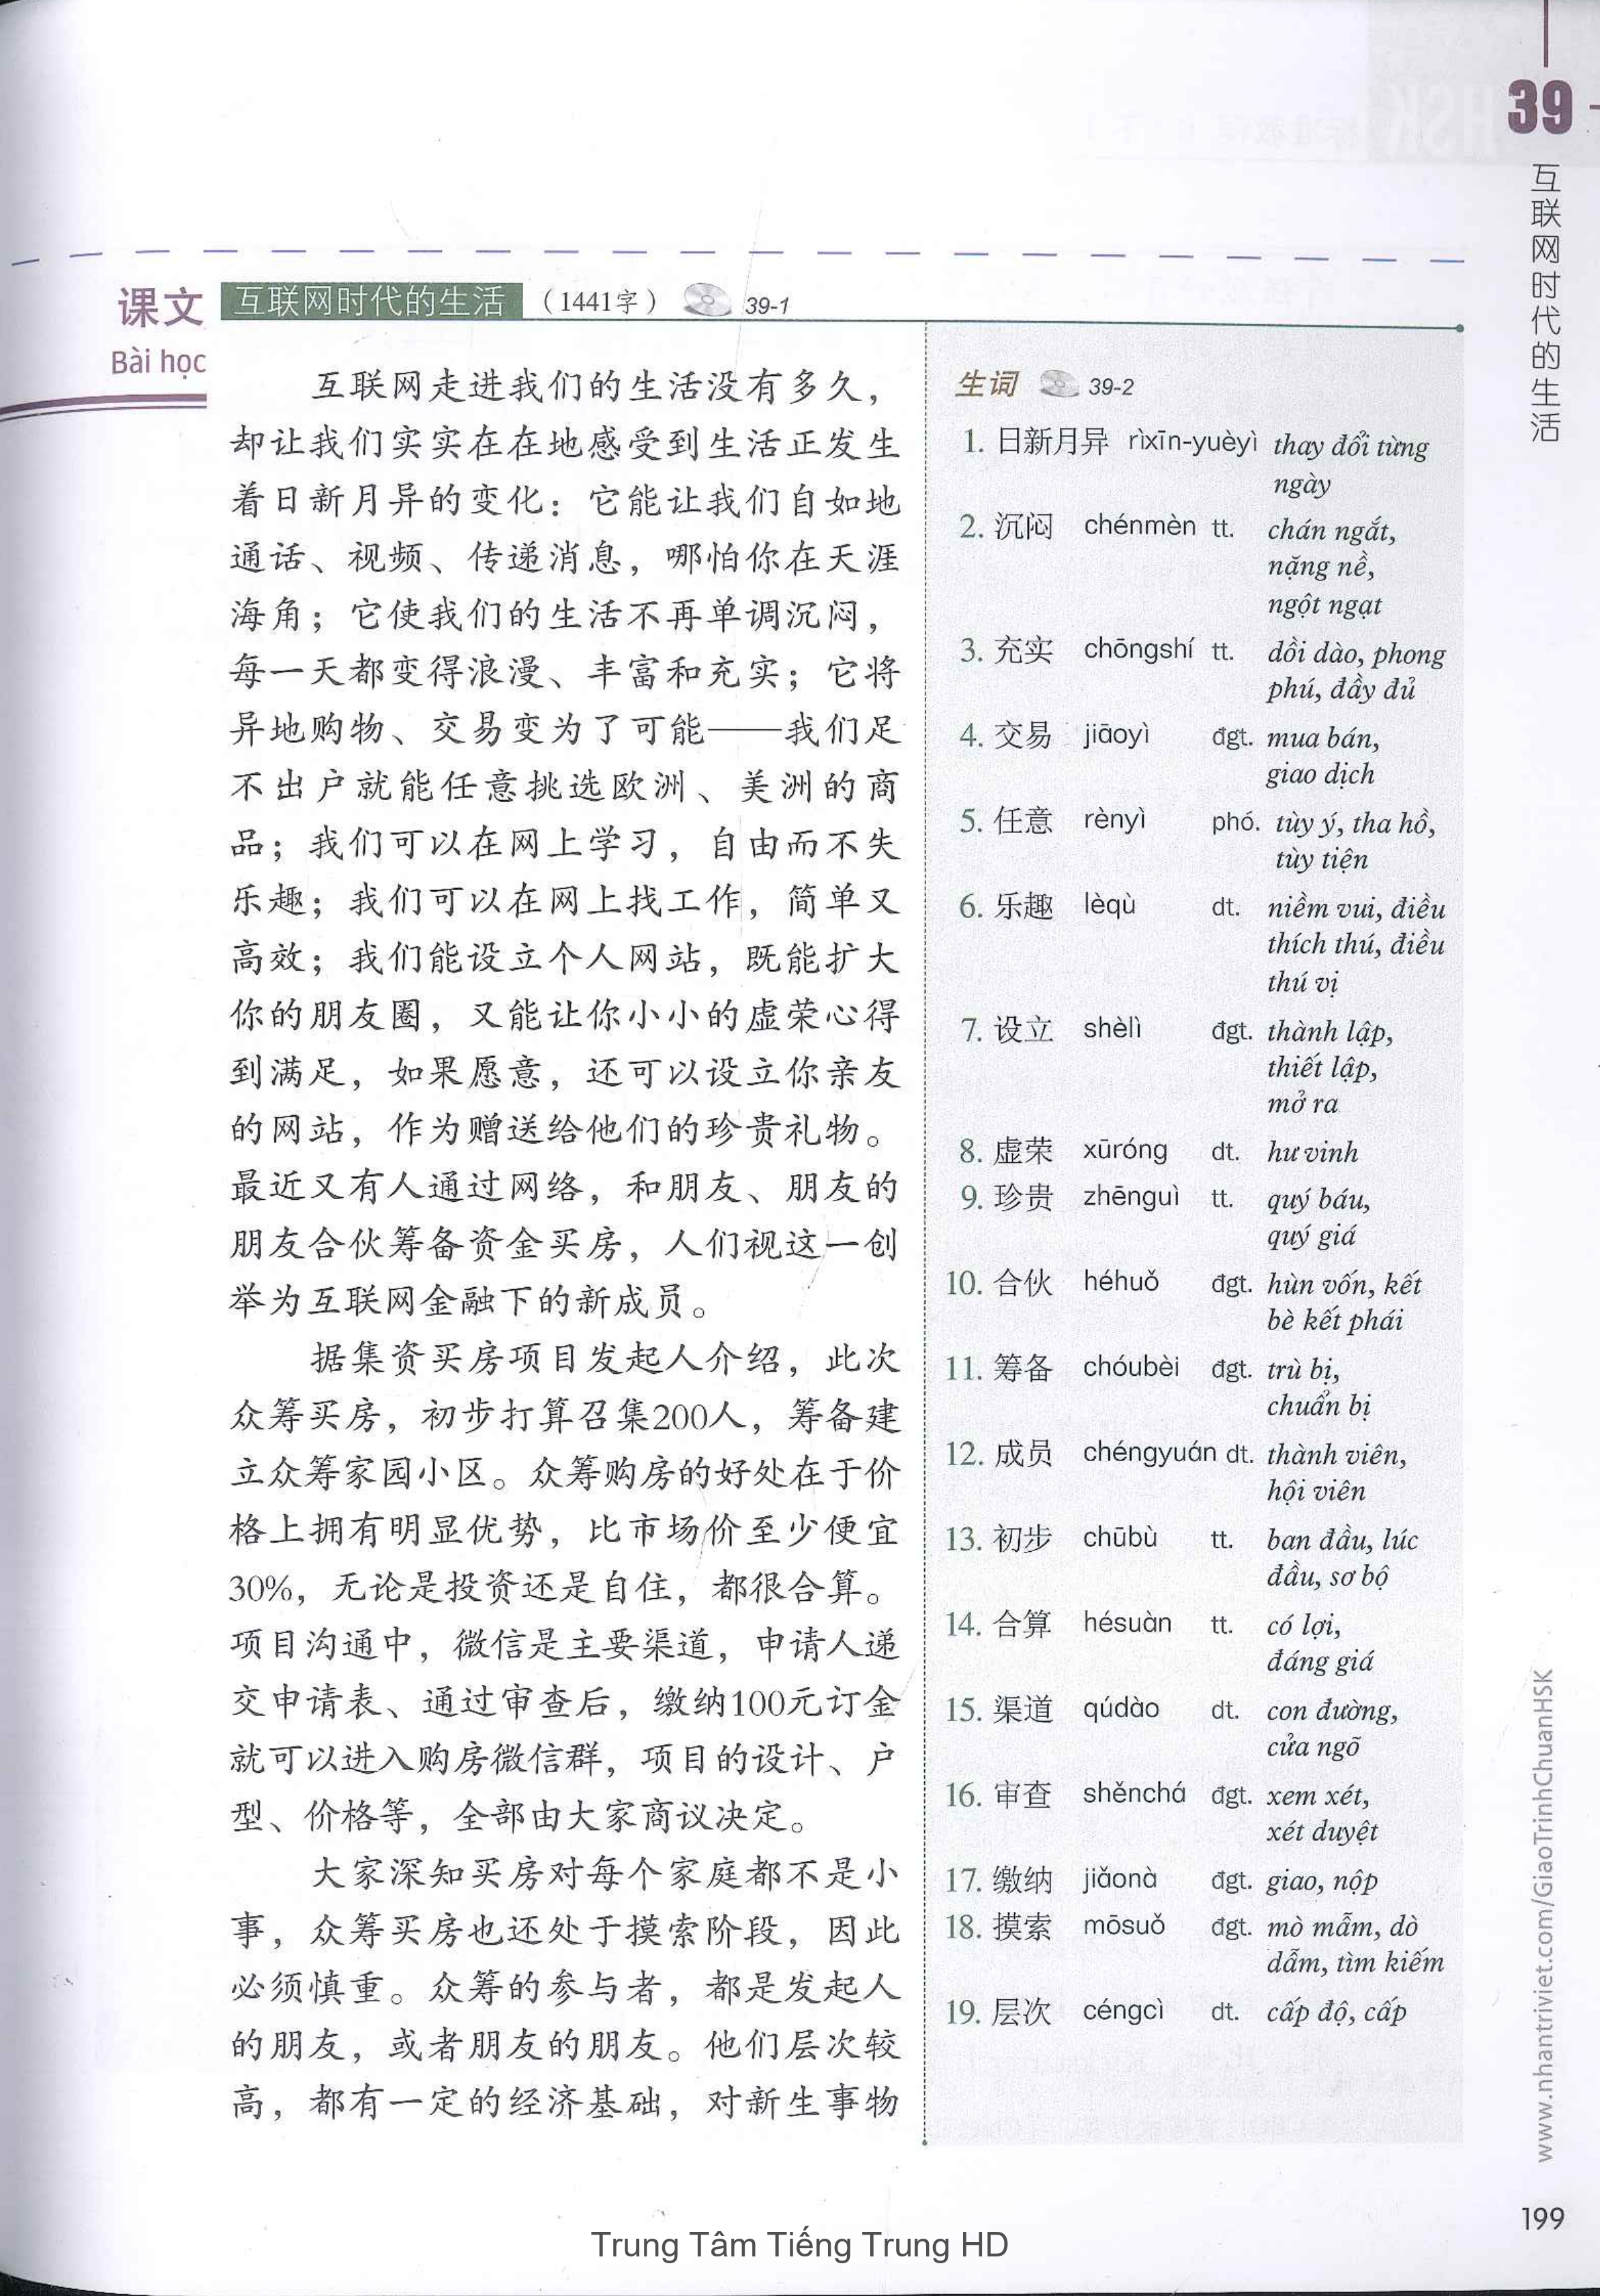 39
互联网时代的生活
课文 互联网时代的生活 （1441字） 39-1
Bài học
互联网走进我们的生活没有多久，
却让我们实实在在地感受到生活正发生
着日新月异的变化：它能让我们自如地
通话、视频、传递消息，哪怕你在天涯
海角；它使我们的生活不再单调沉闷，
每一天都变得浪漫、丰富和充实；它将
异地购物、交易变为了可能——我们足
不出户就能任意挑选欧洲、美洲的商
品；我们可以在网上学习，自由而不失
乐趣；我们可以在网上找工作，简单又
高效；我们能设立个人网站，既能扩大
你的朋友圈，又能让你小小的虚荣心得
到满足，如果愿意，还可以设立你亲友
的网站，作为赠送给他们的珍贵礼物。
最近又有人通过网络，和朋友、朋友的
朋友合伙筹备资金买房，人们视这一创
举为互联网金融下的新成员。
据集资买房项目发起人介绍，此次
众筹买房，初步打算召集200人，筹备建
立众筹家园小区。众筹购房的好处在于价
格上拥有明显优势，比市场价至少便宜
30%，无论是投资还是自住，都很合算。
项目沟通中，微信是主要渠道，申请人递
交申请表、通过审查后，缴纳100元订金
就可以进入购房微信群，项目的设计、户
型、价格等，全部由大家商议决定。
大家深知买房对每个家庭都不是小
事，众筹买房也还处于摸索阶段，因此
必须慎重。众筹的参与者，都是发起人
的朋友，或者朋友的朋友。他们层次较
高，都有一定的经济基础，对新生事物
生词 39-2
1. 日新月异 rìxīn-yuèyì thay đổi từng
ngày
2. 沉闷 chénmèn tt. chán ngắt,
nặng nề,
ngột ngạt
3. 充实 chōngshí tt. dồi dào, phong
phú, đầy đủ
4. 交易 jiāoyì đgt. mua bán,
giao dịch
5. 任意 rènyì phó. tùy ý, tha hồ,
tùy tiện
6. 乐趣 lèqù dt. niềm vui, điều
thích thú, điều
thú vị
7. 设立 shèlì đgt. thành lập,
thiết lập,
mở ra
8. 虚荣 xūróng dt. hư vinh
9. 珍贵 zhēnguì tt. quý báu,
quý giá
10. 合伙 héhuǒ đgt. hùn vốn, kết
bè kết phái
11. 筹备 chóubèi đgt. trù bị,
chuẩn bị
12. 成员 chéngyuán dt. thành viên,
hội viên
13. 初步 chūbù tt. ban đầu, lúc
đầu, sơ bộ
14. 合算 hésuàn tt. có lợi,
đáng giá
15. 渠道 qúdào dt. con đường,
cửa ngõ
16. 审查 shěnchá đgt. xem xét,
xét duyệt
17. 缴纳 jiǎonà đgt. giao, nộp
18. 摸索 mōsuǒ đgt. mò mẫm, dò
dẫm, tìm kiếm
19. 层次 céngcì dt. cấp độ, cấp
www.nhantriviet.com/GiaoTrinhChuanHSK
199
Trung Tâm Tiếng Trung HD